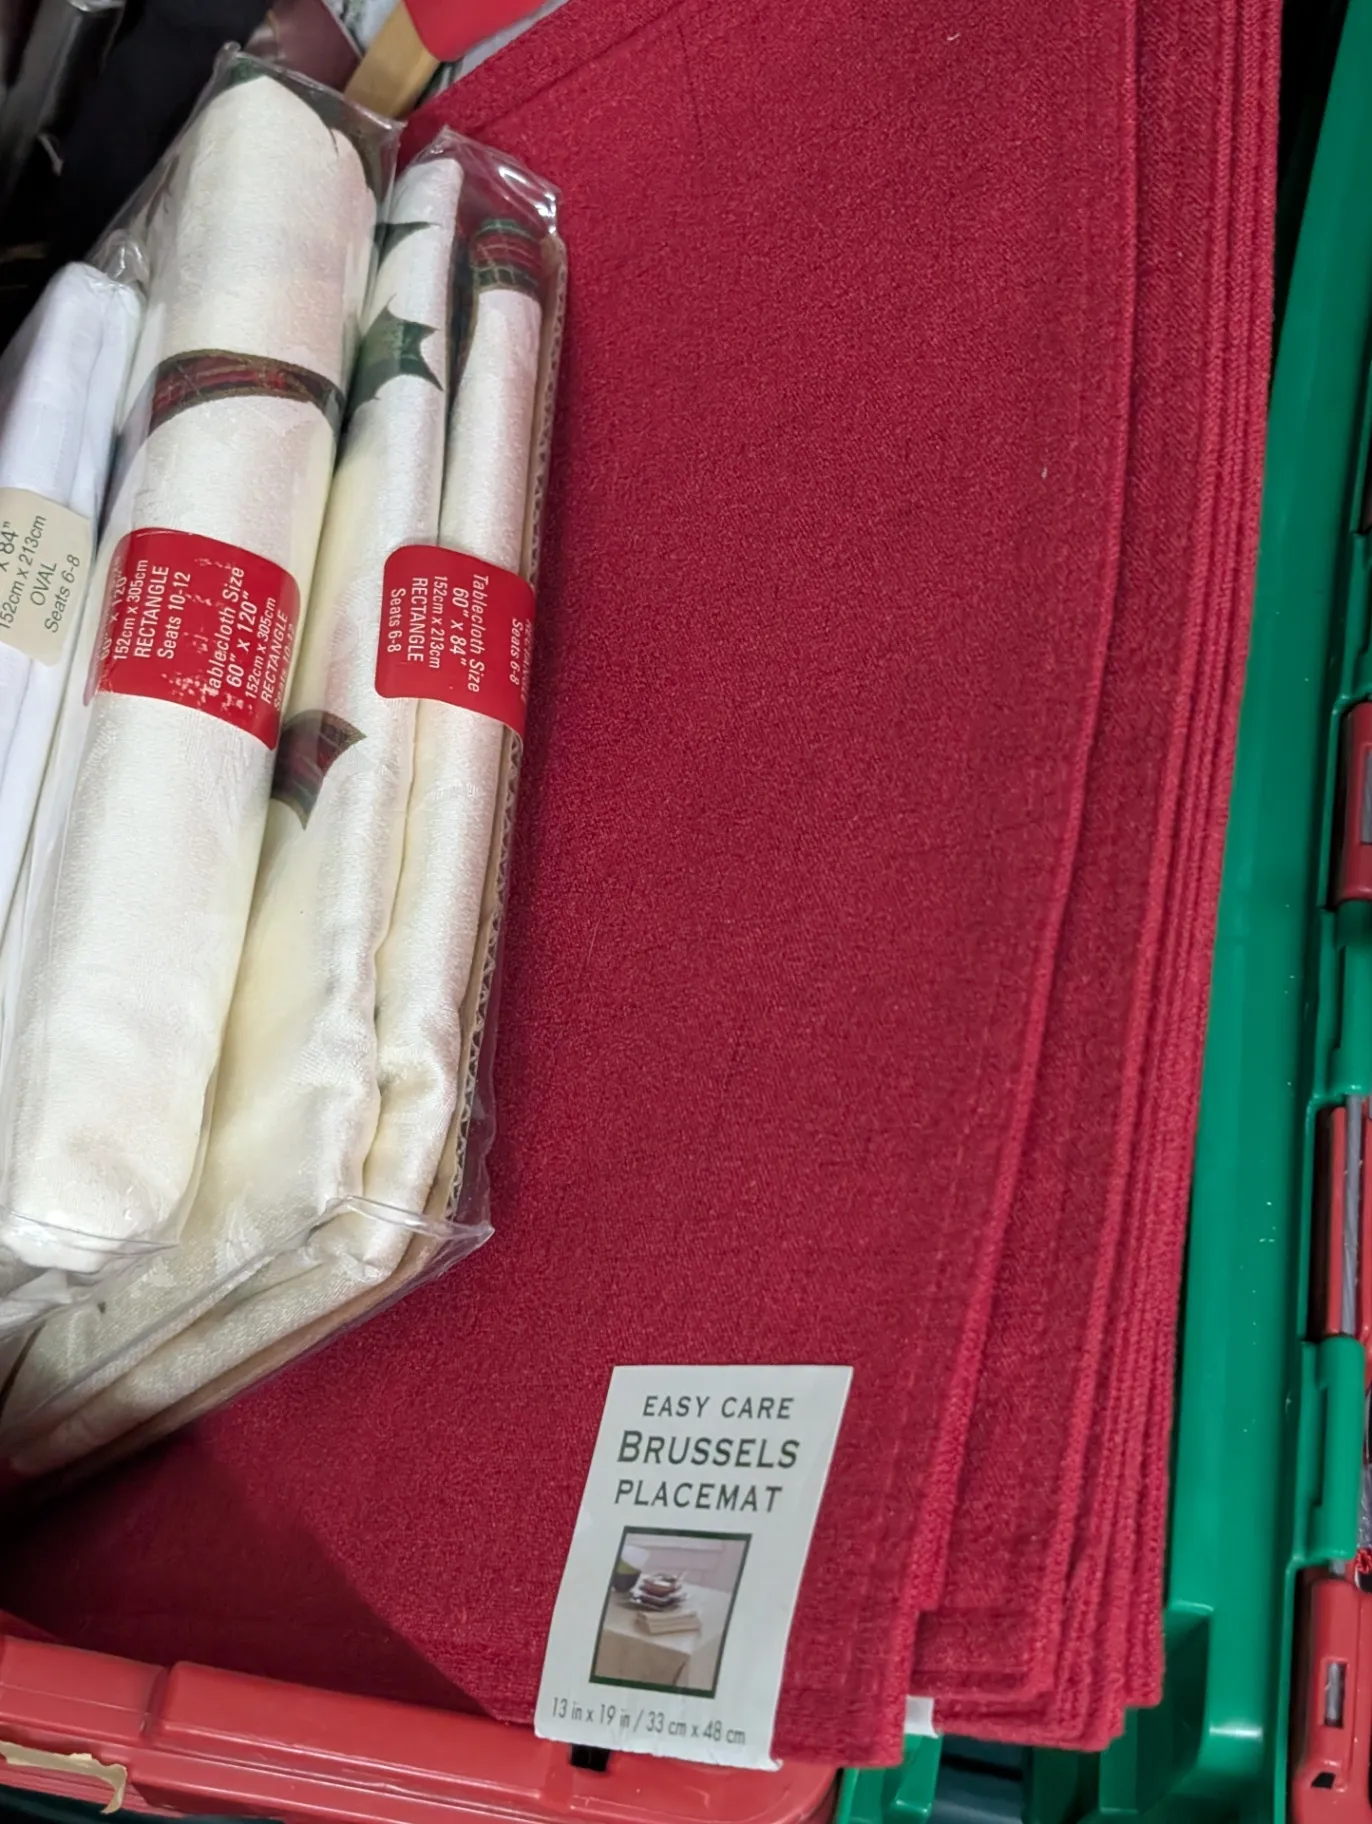 x 84"
152cm x 213cm
OVAL
Seats 6-8
x 120"
152cm x 305cm
RECTANGLE
Seats 10-12
Tablecloth Size
60" x 120"
152cm x 305cm
RECTANGLE
Tablecloth Size
60" x 84"
152cm x 213cm
RECTANGLE
Seats 6-8
Seats 6-8
EASY CARE
BRUSSELS
PLACEMAT
13 in x 19 in / 33 cm x 48 cm